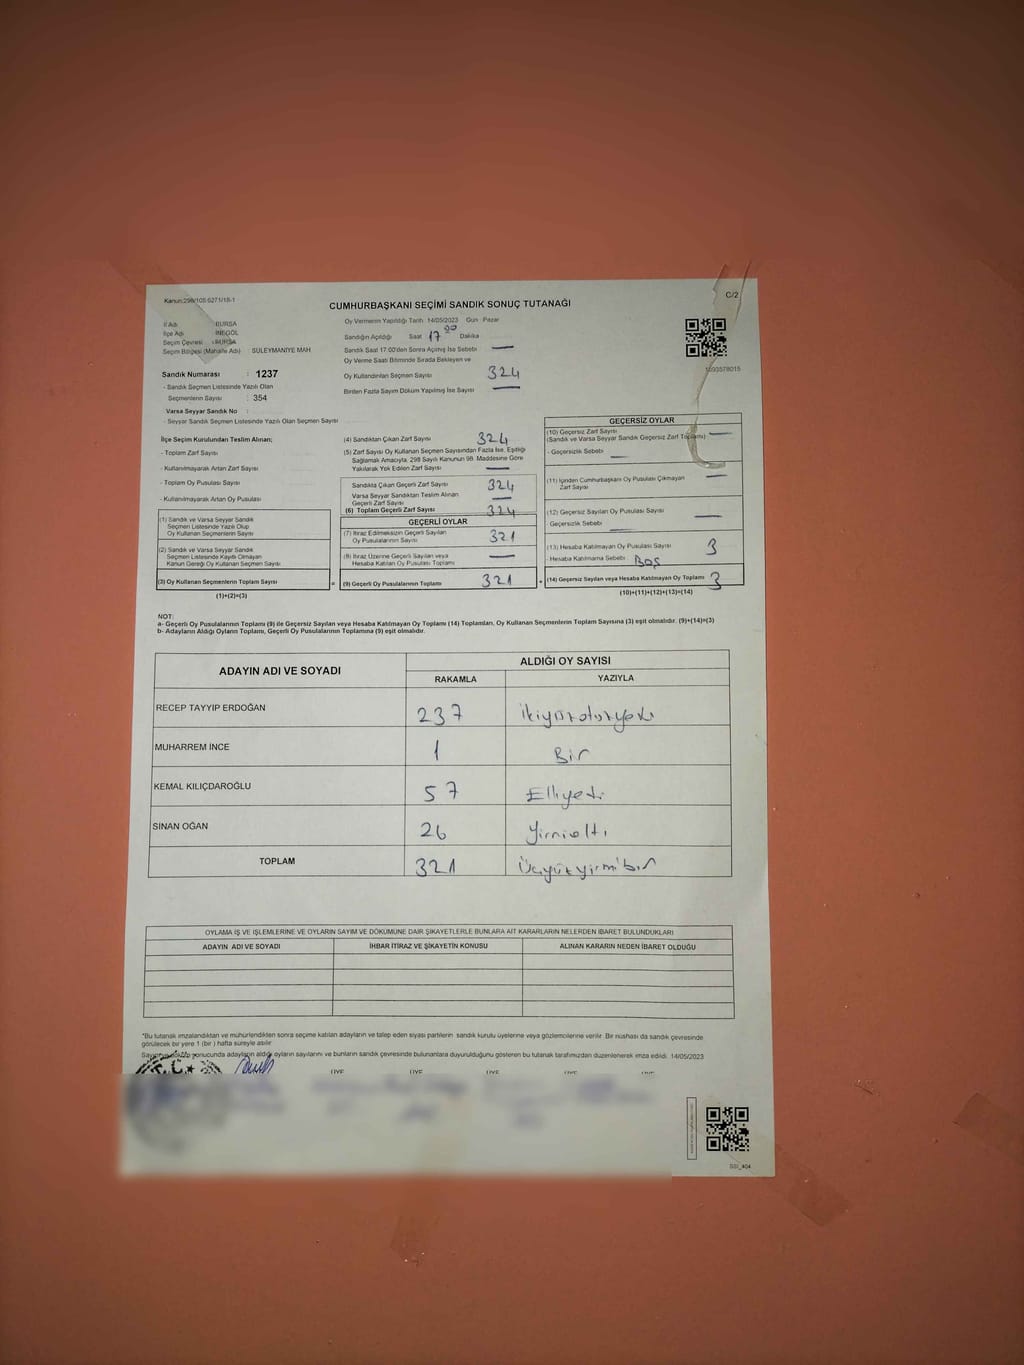 Kanun:298/105 6271/18-1
C/2
CUMHURBAŞKANI SEÇİMİ SANDIK SONUÇ TUTANAĞI
İl Adı : BURSA
İlçe Adı : İNEGÖL
Seçim Çevresi : BURSA
Seçim Bölgesi (Mahalle Adı) SÜLEYMANİYE MAH
Sandık Numarası : 1237
- Sandık Seçmen Listesinde Yazılı Olan
Seçmenlerin Sayısı : 354
Varsa Seyyar Sandık No :
- Seyyar Sandık Seçmen Listesinde Yazılı Olan Seçmen Sayısı
Oy Vermenin Yapıldığı Tarih 14/05/2023 Gün Pazar
Sandığın Açıldığı Saat 17 00 Dakika
Sandık Saat 17:00'den Sonra Açılmış İse Sebebi —
Oy Verme Saati Bitiminde Sırada Bekleyen ve
Oy Kullandırılan Seçmen Sayısı 324
Birden Fazla Sayım Döküm Yapılmış İse Sayısı —
İlçe Seçim Kurulundan Teslim Alınan;
- Toplam Zarf Sayısı
- Kullanılmayarak Artan Zarf Sayısı
- Toplam Oy Pusulası Sayısı
- Kullanılmayarak Artan Oy Pusulası
(1) Sandık ve Varsa Seyyar Sandık
Seçmen Listesinde Yazılı Olup
Oy Kullanan Seçmenlerin Sayısı
(2) Sandık ve Varsa Seyyar Sandık
Seçmen Listesinde Kayıtlı Olmayan
Kanun Gereği Oy Kullanan Seçmen Sayısı
(3) Oy Kullanan Seçmenlerin Toplam Sayısı =
(1)+(2)=(3)
(4) Sandıktan Çıkan Zarf Sayısı 324
(5) Zarf Sayısı Oy Kullanan Seçmen Sayısından Fazla İse, Eşitliği
Sağlamak Amacıyla, 298 Sayılı Kanunun 98. Maddesine Göre
Yakılarak Yok Edilen Zarf Sayısı —
Sandıkta Çıkan Geçerli Zarf Sayısı 324
Varsa Seyyar Sandıktan Teslim Alınan
Geçerli Zarf Sayısı —
(6) Toplam Geçerli Zarf Sayısı 324
GEÇERLİ OYLAR
(7) İtiraz Edilmeksizin Geçerli Sayılan
Oy Pusulalarının Sayısı 321
(8) İtiraz Üzerine Geçerli Sayılan veya
Hesaba Katılan Oy Pusulası Toplamı —
(9) Geçerli Oy Pusulalarının Toplamı 321 +
GEÇERSİZ OYLAR
(10) Geçersiz Zarf Sayısı —
(Sandık ve Varsa Seyyar Sandık Geçersiz Zarf Toplamı)
- Geçersizlik Sebebi —
(11) İçinden Cumhurbaşkanı Oy Pusulası Çıkmayan
Zarf Sayısı —
(12) Geçersiz Sayılan Oy Pusulası Sayısı —
- Geçersizlik Sebebi —
(13) Hesaba Katılmayan Oy Pusulası Sayısı 3
- Hesaba Katılmama Sebebi Boş
(14) Geçersiz Sayılan veya Hesaba Katılmayan Oy Toplamı 3
(10)+(11)+(12)+(13)=(14)
NOT:
a- Geçerli Oy Pusulalarının Toplamı (9) ile Geçersiz Sayılan veya Hesaba Katılmayan Oy Toplamı (14) Toplamları, Oy Kullanan Seçmenlerin Toplam Sayısına (3) eşit olmalıdır. (9)+(14)=(3)
b- Adayların Aldığı Oyların Toplamı, Geçerli Oy Pusulalarının Toplamına (9) eşit olmalıdır.
ADAYIN ADI VE SOYADI ALDIĞI OY SAYISI
RAKAMLA YAZIYLA
RECEP TAYYIP ERDOĞAN 237 ikiyüzotuzyedi
MUHARREM İNCE 1 Bir
KEMAL KILIÇDAROĞLU 57 Elliyedi
SİNAN OĞAN 26 Yirmialtı
TOPLAM 321 Üçyüzyirmibir
OYLAMA İŞ VE İŞLEMLERİNE VE OYLARIN SAYIM VE DÖKÜMÜNE DAİR ŞİKAYETLERLE BUNLARA AİT KARARLARIN NELERDEN İBARET BULUNDUKLARI
ADAYIN ADI VE SOYADI İHBAR İTİRAZ VE ŞİKAYETİN KONUSU ALINAN KARARIN NEDEN İBARET OLDUĞU
*Bu tutanak imzalandıktan ve mühürlendikten sonra seçime katılan adayların ve talep eden siyasi partilerin sandık kurulu üyelerine veya gözlemcilerine verilir. Bir nüshası da sandık çevresinde
görülecek bir yere 1 (bir) hafta süreyle asılır
sonucunda adayların aldığı oyların sayılarını ve bunların sandık çevresinde bulunanlara duyurulduğunu gösteren bu tutanak tarafımızdan düzenlenerek imza edildi. 14/05/2023
T.C.
ÜYE ÜYE ÜYE ÜYE ÜYE
SSI_404